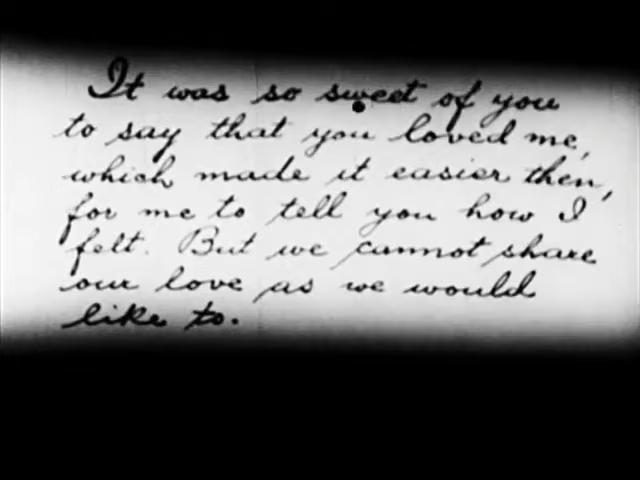 It was so sweet of you
to say that you loved me,
which made it easier then,
for me to tell you how I
felt. But we cannot share
our love as we would
like to.